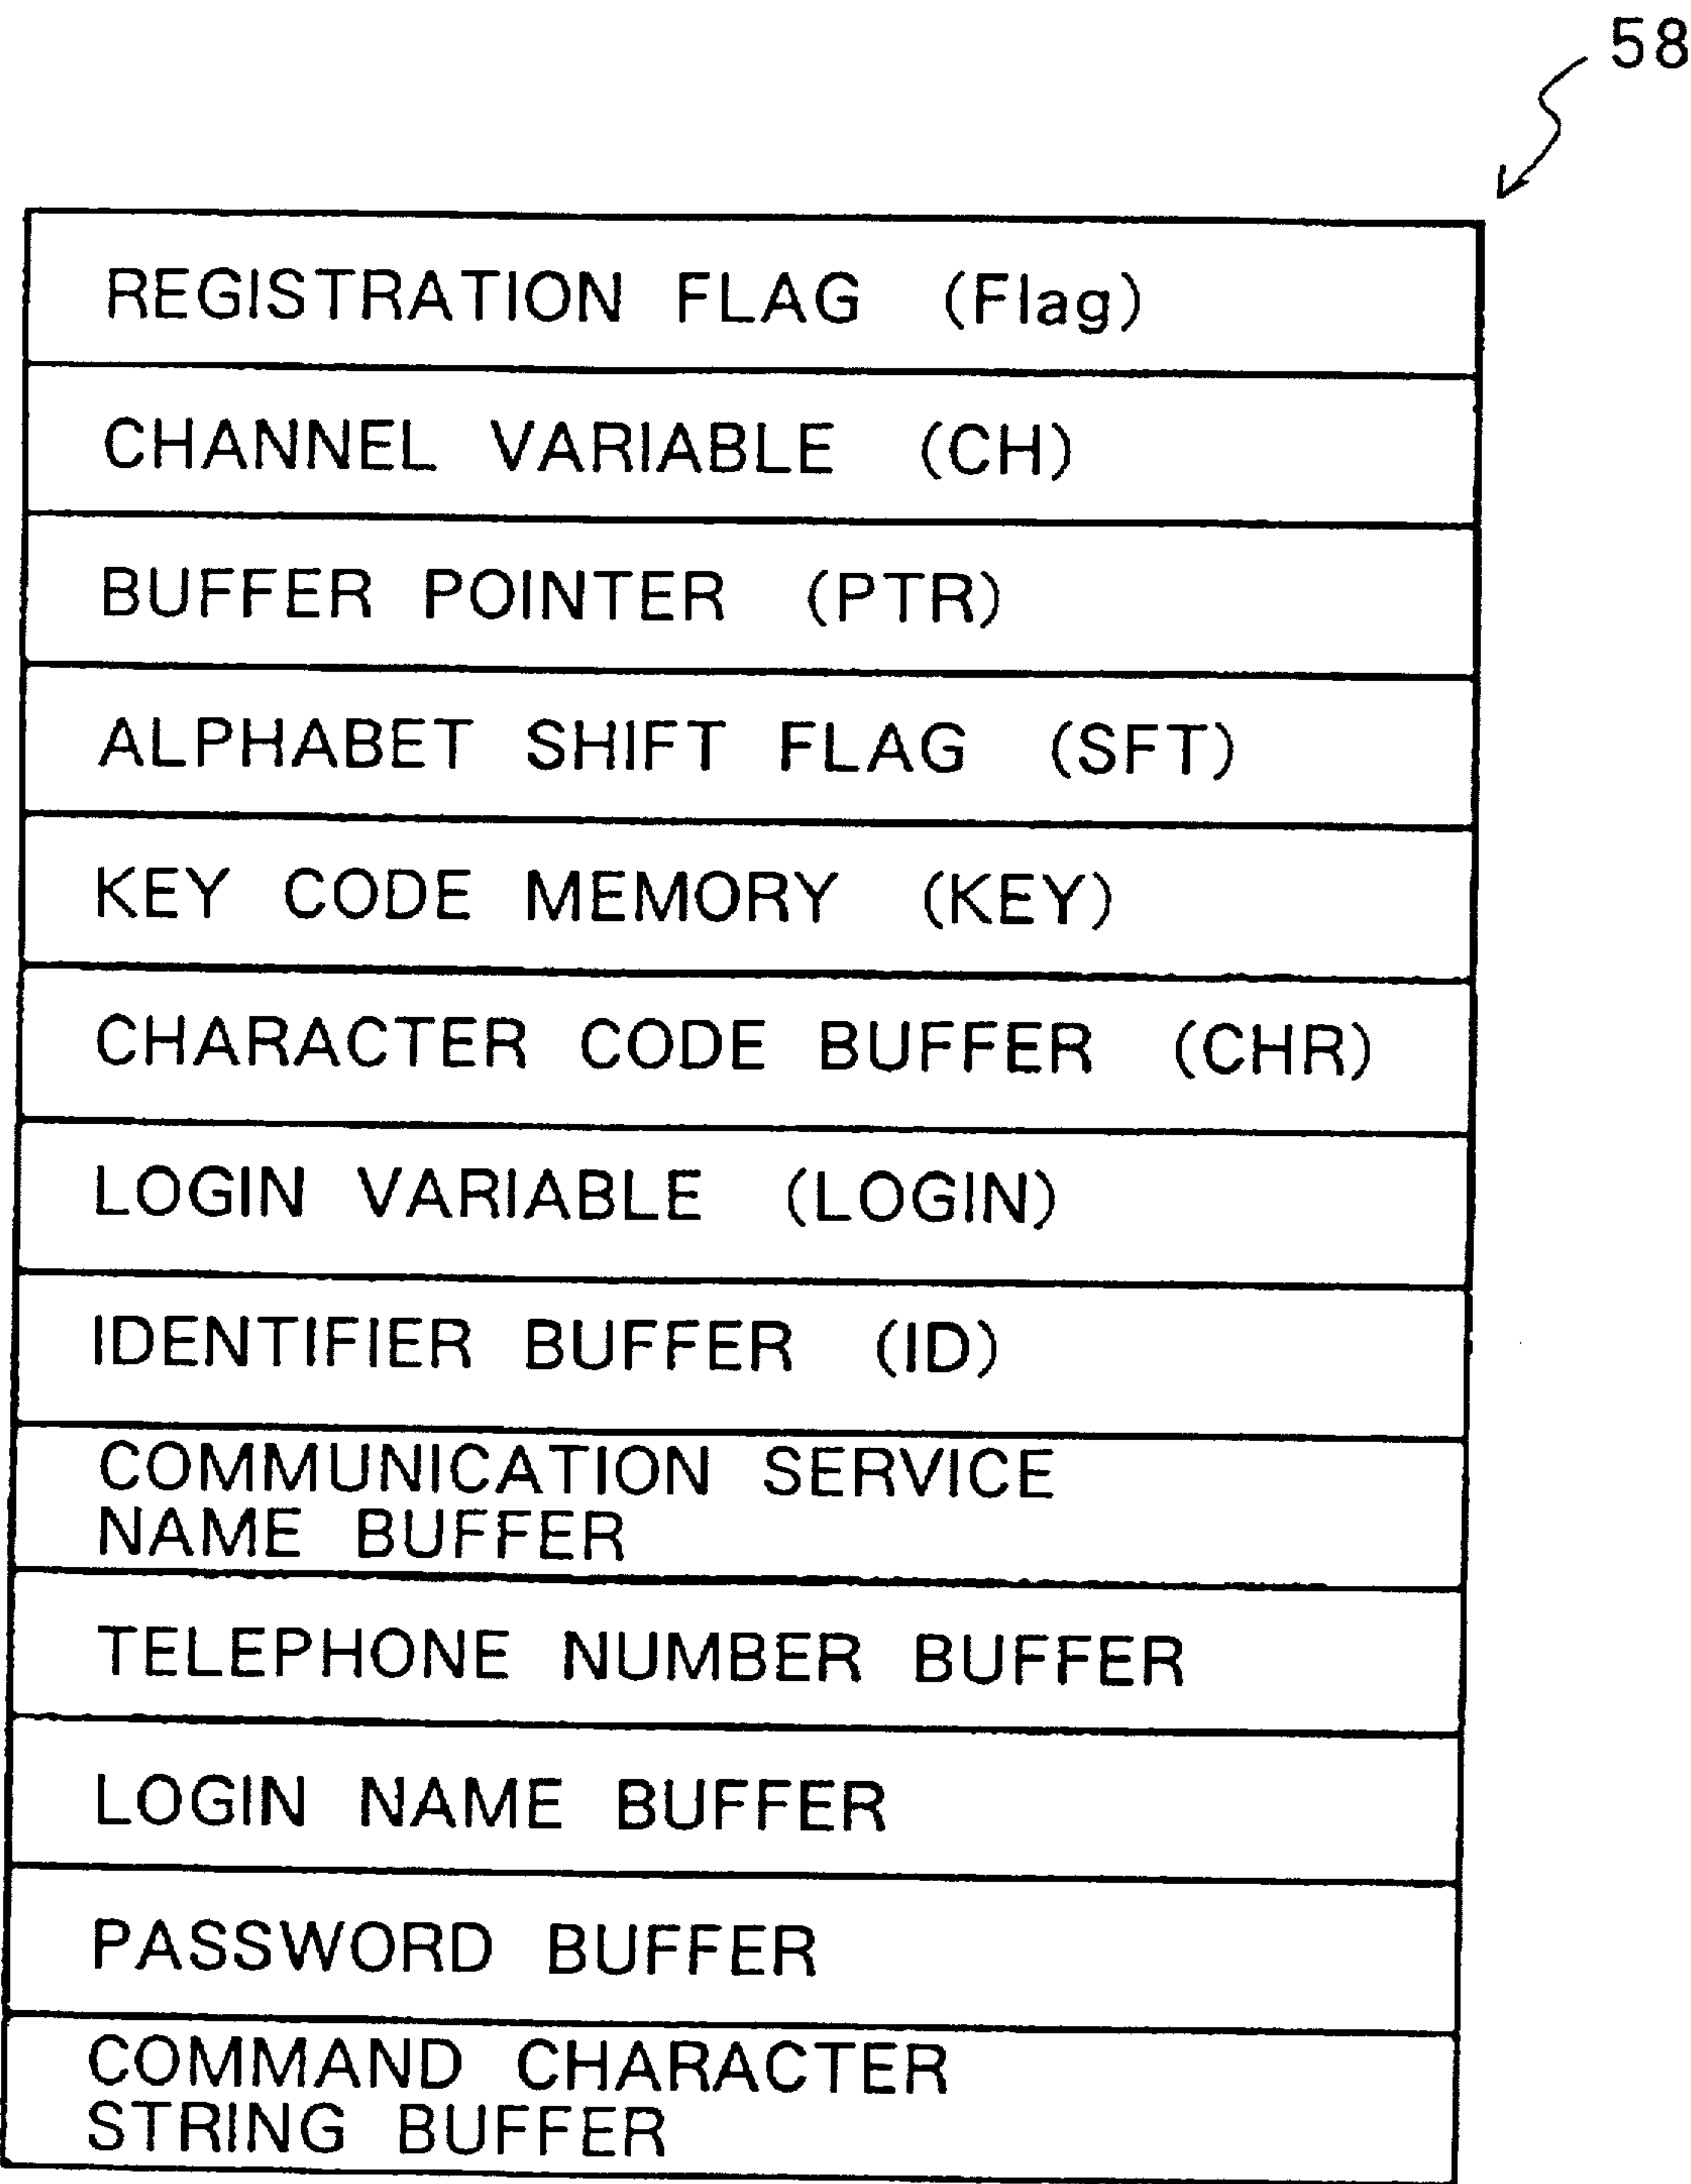 58
REGISTRATION FLAG (Flag)
CHANNEL VARIABLE (CH)
BUFFER POINTER (PTR)
ALPHABET SHIFT FLAG (SFT)
KEY CODE MEMORY (KEY)
CHARACTER CODE BUFFER (CHR)
LOGIN VARIABLE (LOGIN)
IDENTIFIER BUFFER (ID)
COMMUNICATION SERVICE
NAME BUFFER
TELEPHONE NUMBER BUFFER
LOGIN NAME BUFFER
PASSWORD BUFFER
COMMAND CHARACTER
STRING BUFFER